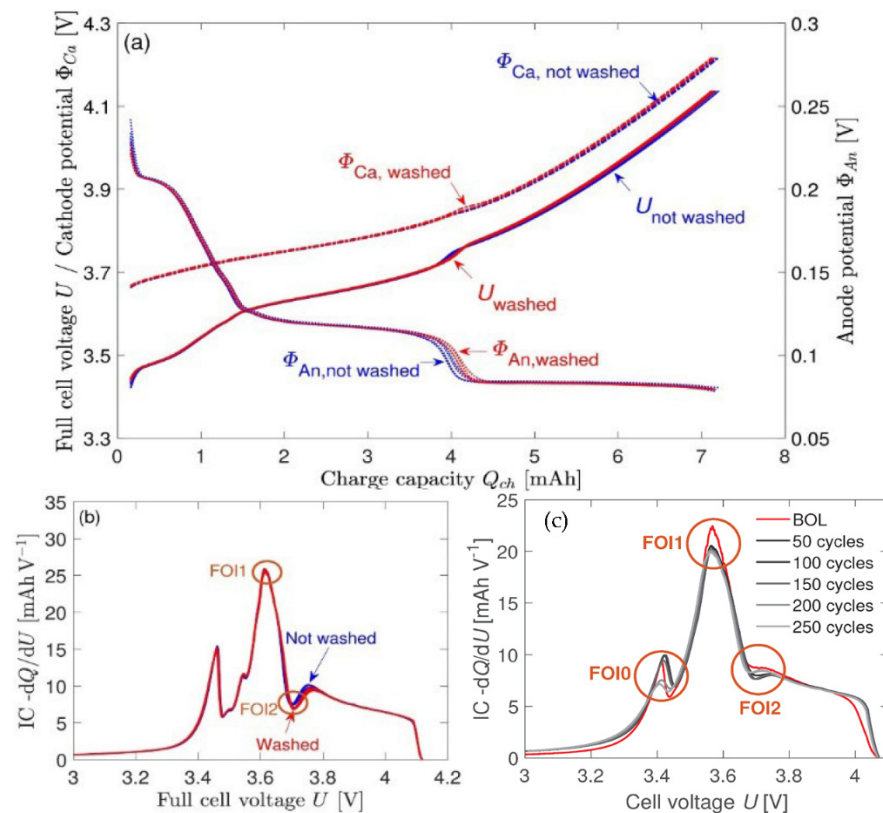 (a)
4.3
4.1
3.9
3.7
3.5
3.3
Full cell voltage U / Cathode potential Φ_Ca [V]
0.3
0.25
0.2
0.15
0.1
0.05
Anode potential Φ_An [V]
Φ_Ca, not washed
Φ_Ca, washed
U_not washed
U_washed
Φ_An,not washed
Φ_An,washed
0 1 2 3 4 5 6 7 8
Charge capacity Q_ch [mAh]
(b)
35
30
25
20
15
10
5
0
IC -dQ/dU [mAh V⁻¹]
FOI1
Not washed
FOI2
Washed
3 3.2 3.4 3.6 3.8 4 4.2
Full cell voltage U [V]
(c)
25
20
15
10
5
0
IC -dQ/dU [mAh V⁻¹]
FOI1
BOL
50 cycles
100 cycles
150 cycles
200 cycles
250 cycles
FOI0
FOI2
3 3.2 3.4 3.6 3.8 4
Cell voltage U [V]